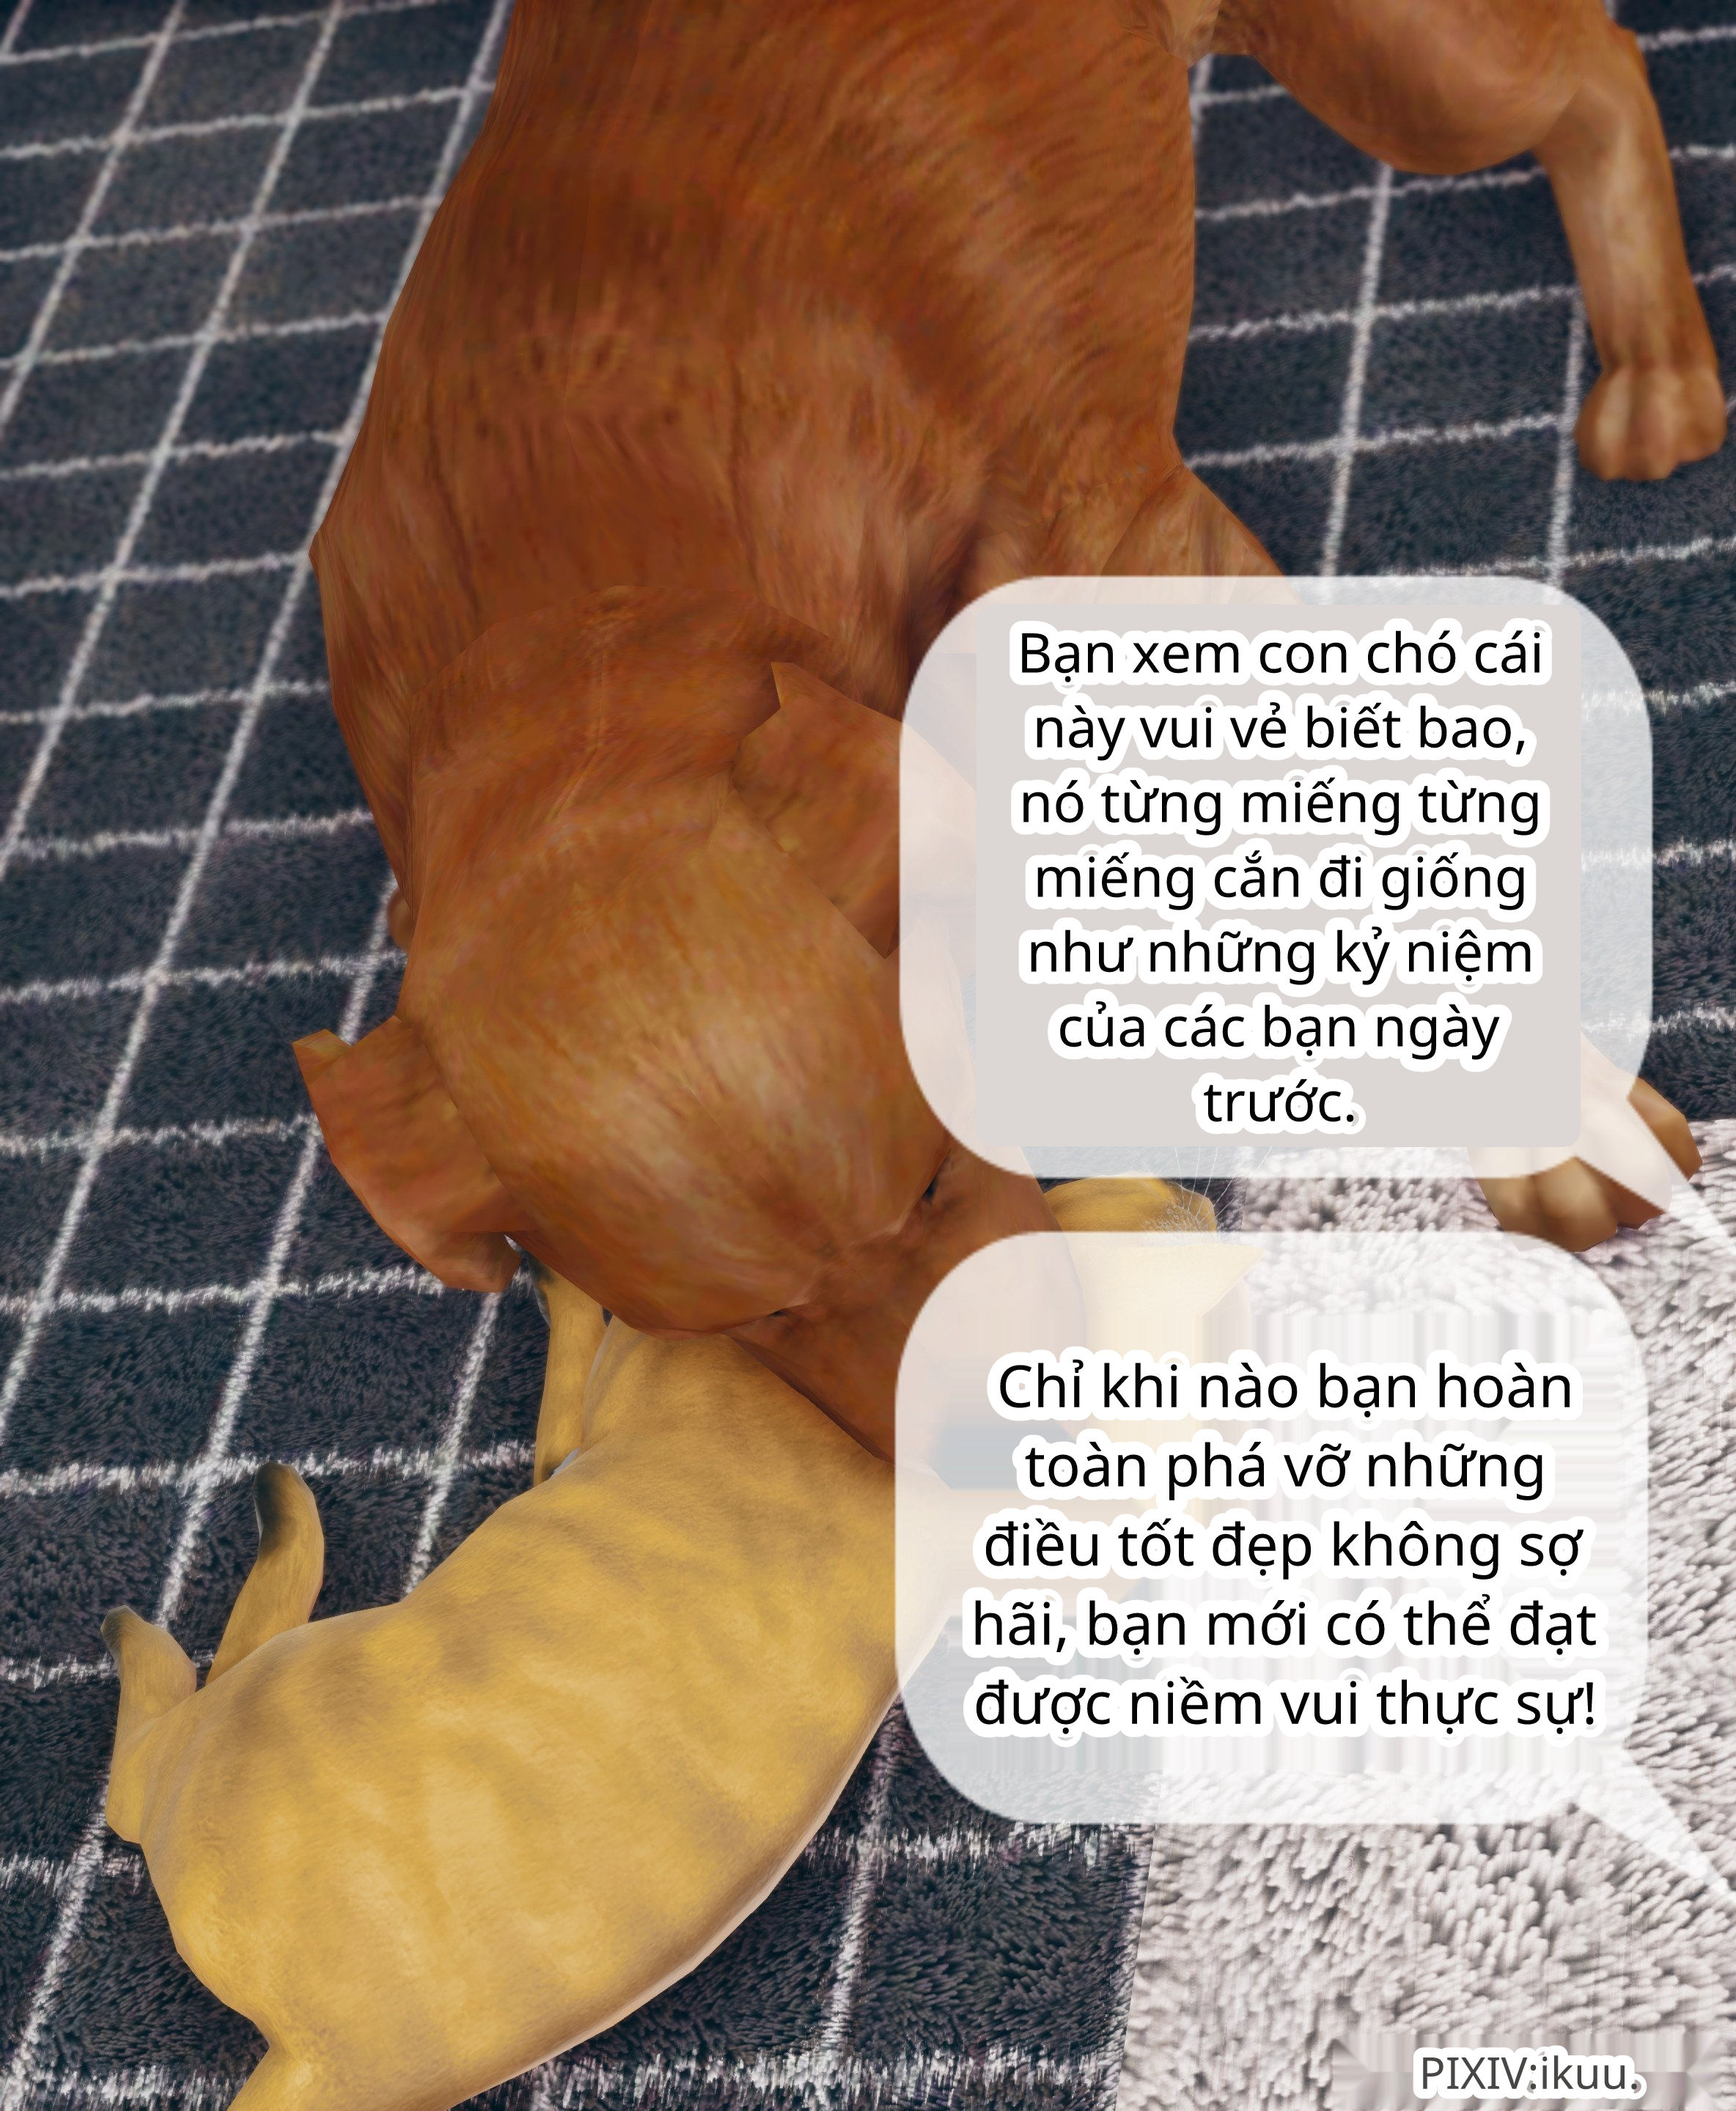 Bạn xem con chó cái
này vui vẻ biết bao,
nó từng miếng từng
miếng cắn đi giống
như những kỷ niệm
của các bạn ngày
trước.
Chỉ khi nào bạn hoàn
toàn phá vỡ những
điều tốt đẹp không sợ
hãi, bạn mới có thể đạt
được niềm vui thực sự!
PIXIV:ikuu.